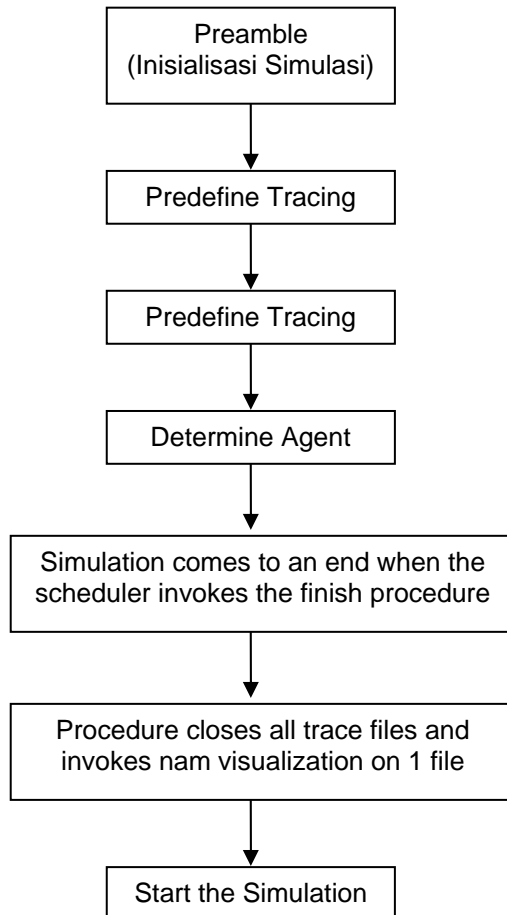 Preamble
(Inisialisasi Simulasi)
Predefine Tracing
Predefine Tracing
Determine Agent
Simulation comes to an end when the
scheduler invokes the finish procedure
Procedure closes all trace files and
invokes nam visualization on 1 file
Start the Simulation